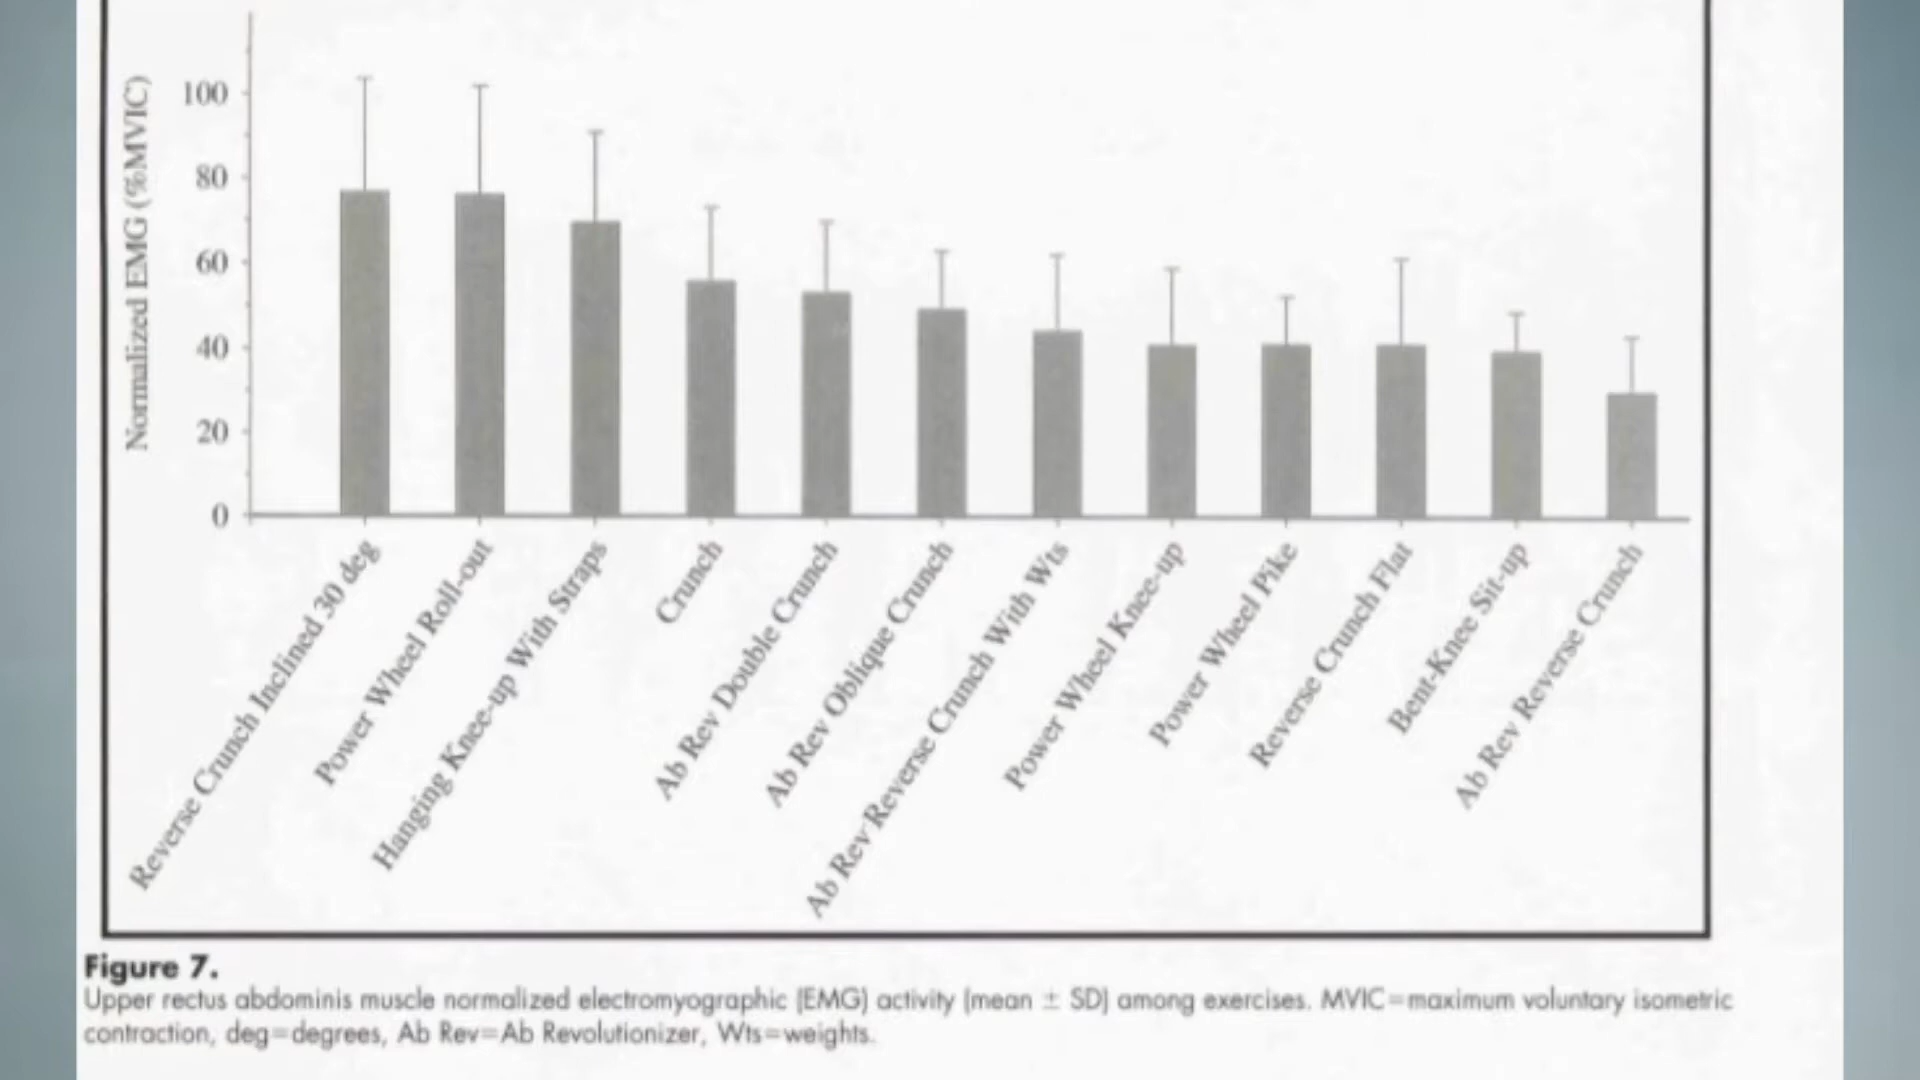 Normalized EMG (%MVIC)
100
80
60
40
20
0
Reverse Crunch Inclined 30 deg
Power Wheel Roll-out
Hanging Knee-up With Straps
Crunch
Ab Rev Double Crunch
Ab Rev Oblique Crunch
Ab Rev Reverse Crunch With Wts
Power Wheel Knee-up
Power Wheel Pike
Reverse Crunch Flat
Bent-Knee Sit-up
Ab Rev Reverse Crunch
Figure 7.
Upper rectus abdominis muscle normalized electromyographic (EMG) activity (mean ± SD) among exercises. MVIC=maximum voluntary isometric
contraction, deg=degrees, Ab Rev=Ab Revolutionizer, Wts=weights.